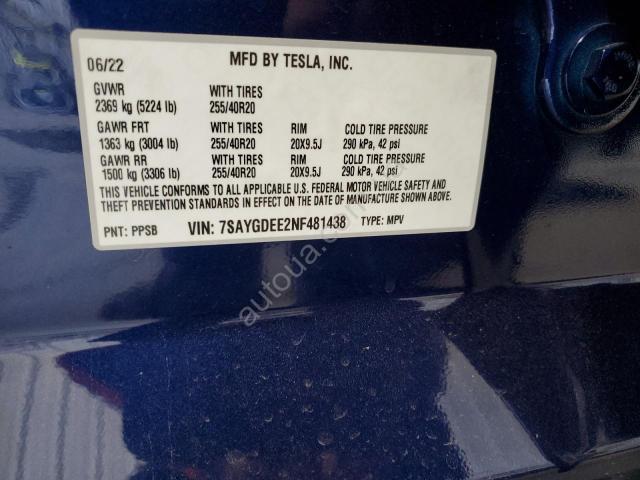 06/22 MFD BY TESLA, INC.
GVWR WITH TIRES
2369 kg (5224 lb) 255/40R20
GAWR FRT WITH TIRES RIM COLD TIRE PRESSURE
1363 kg (3004 lb) 255/40R20 20X9.5J 290 kPa, 42 psi
GAWR RR WITH TIRES RIM COLD TIRE PRESSURE
1500 kg (3306 lb) 255/40R20 20X9.5J 290 kPa, 42 psi
THIS VEHICLE CONFORMS TO ALL APPLICABLE U.S. FEDERAL MOTOR VEHICLE SAFETY AND
THEFT PREVENTION STANDARDS IN EFFECT ON THE DATE OF MANUFACTURE SHOWN ABOVE.
PNT: PPSB VIN: 7SAYGDEE2NF481438 TYPE: MPV
autoua.com